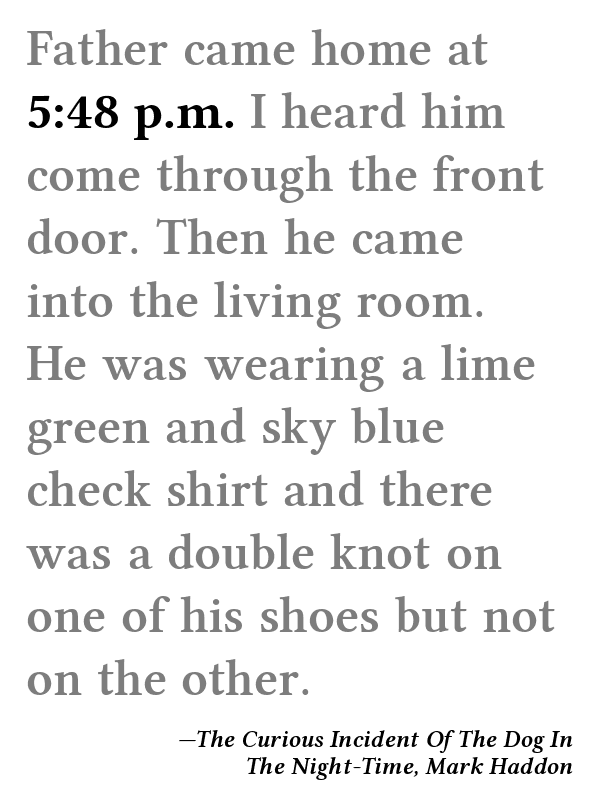 Father came home at
5:48 p.m. I heard him
come through the front
door. Then he came
into the living room.
He was wearing a lime
green and sky blue
check shirt and there
was a double knot on
one of his shoes but not
on the other.
—The Curious Incident Of The Dog In
The Night-Time, Mark Haddon